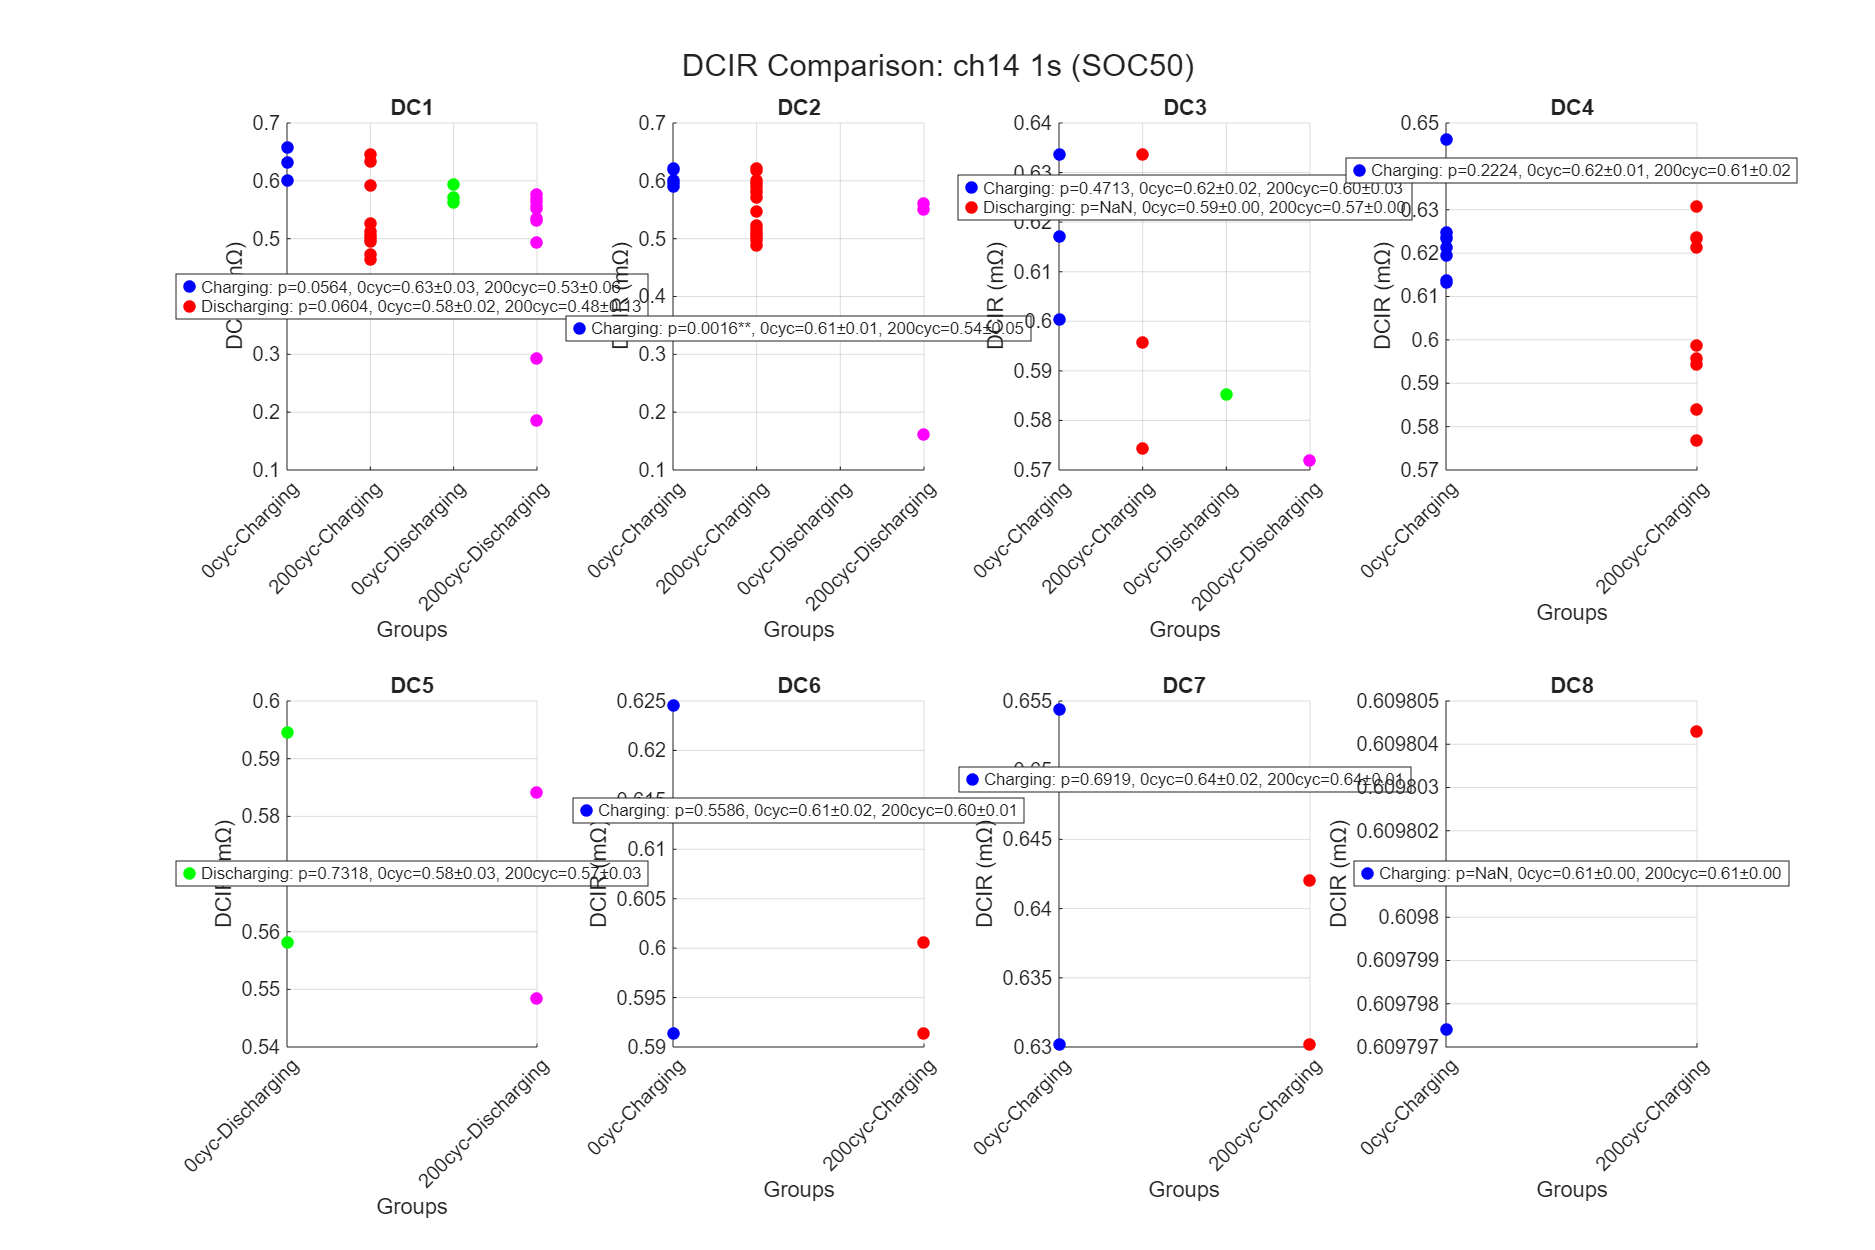 DCIR Comparison: ch14 1s (SOC50)
DC1
0.7
0.6
0.5
0.3
0.2
0.1
Charging: p=0.0564, 0cyc=0.63±0.03, 200cyc=0.53±0.06
Discharging: p=0.0604, 0cyc=0.58±0.02, 200cyc=0.48±0.13
0cyc-Charging
200cyc-Charging
0cyc-Discharging
200cyc-Discharging
Groups
DC2
DCIR (mΩ)
0.7
0.6
0.5
0.4
0.3
0.2
0.1
Charging: p=0.0016**, 0cyc=0.61±0.01, 200cyc=0.54±0.05
0cyc-Charging
200cyc-Charging
0cyc-Discharging
200cyc-Discharging
Groups
DC3
DCIR (mΩ)
0.64
0.63
0.62
0.61
0.6
0.59
0.58
0.57
Charging: p=0.4713, 0cyc=0.62±0.02, 200cyc=0.60±0.03
Discharging: p=NaN, 0cyc=0.59±0.00, 200cyc=0.57±0.00
0cyc-Charging
200cyc-Charging
0cyc-Discharging
200cyc-Discharging
Groups
DC4
DCIR (mΩ)
0.65
0.63
0.62
0.61
0.6
0.59
0.58
0.57
Charging: p=0.2224, 0cyc=0.62±0.01, 200cyc=0.61±0.02
0cyc-Charging
200cyc-Charging
Groups
DC5
DCIR (mΩ)
0.6
0.59
0.58
0.56
0.55
0.54
Discharging: p=0.7318, 0cyc=0.58±0.03, 200cyc=0.57±0.03
0cyc-Discharging
200cyc-Discharging
Groups
DC6
DCIR (mΩ)
0.625
0.62
0.615
0.61
0.605
0.6
0.595
0.59
Charging: p=0.5586, 0cyc=0.61±0.02, 200cyc=0.60±0.01
0cyc-Charging
200cyc-Charging
Groups
DC7
DCIR (mΩ)
0.655
0.645
0.64
0.635
0.63
Charging: p=0.6919, 0cyc=0.64±0.02, 200cyc=0.64±0.01
0cyc-Charging
200cyc-Charging
Groups
DC8
DCIR (mΩ)
0.609805
0.609804
0.609803
0.609802
0.6098
0.609799
0.609798
0.609797
Charging: p=NaN, 0cyc=0.61±0.00, 200cyc=0.61±0.00
0cyc-Charging
200cyc-Charging
Groups